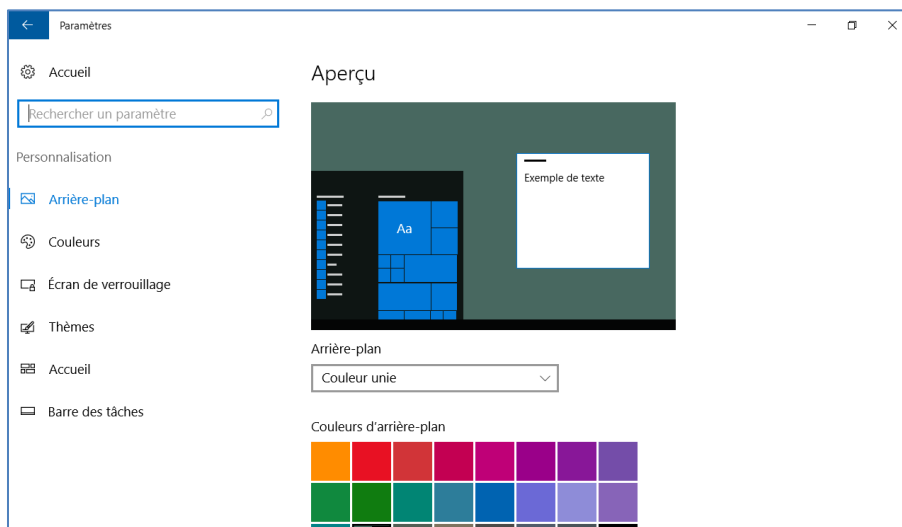 Paramètres
Accueil
Rechercher un paramètre
Personnalisation
Arrière-plan
Couleurs
Écran de verrouillage
Thèmes
Accueil
Barre des tâches
Aperçu
Exemple de texte
Aa
Arrière-plan
Couleur unie
Couleurs d'arrière-plan